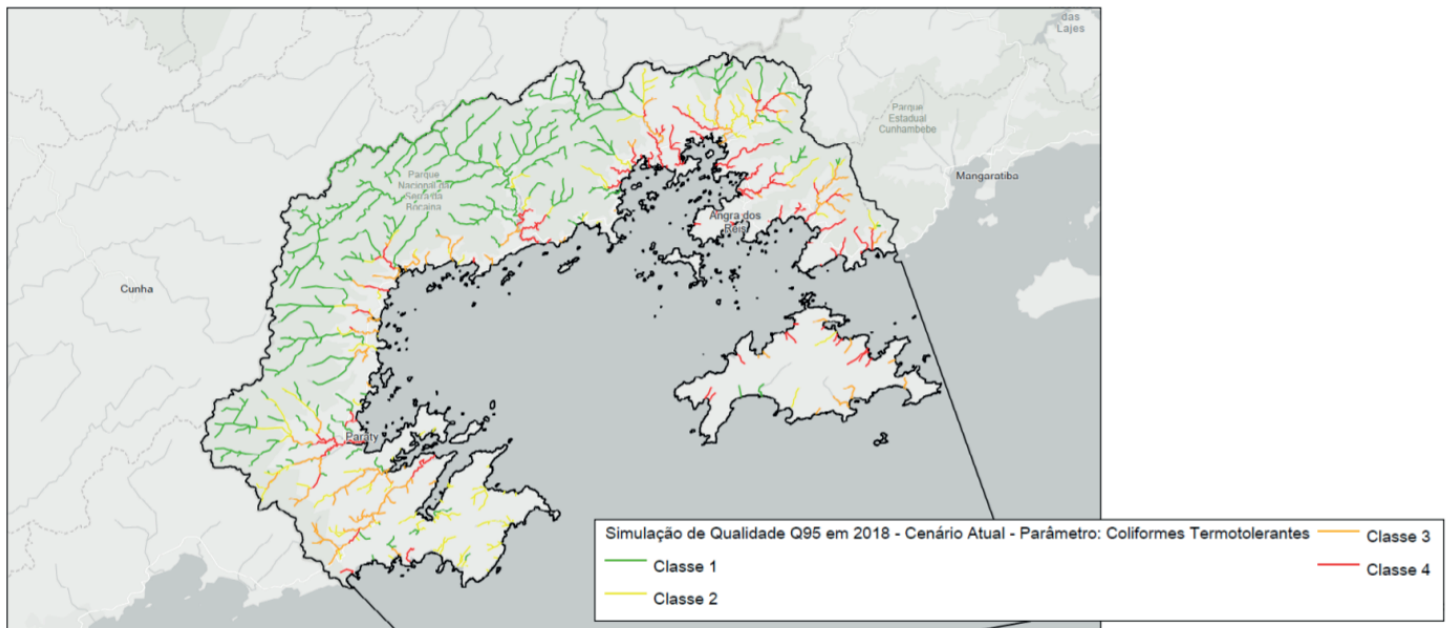 das
Lajes
Parque
Estadual
Cunhambebe
Mangaratiba
Parque
Nacional da
Serra da
Bocaina
Angra dos
Reis
Cunha
Paraty
Simulação de Qualidade Q95 em 2018 - Cenário Atual - Parâmetro: Coliformes Termotolerantes
Classe 1
Classe 2
Classe 3
Classe 4